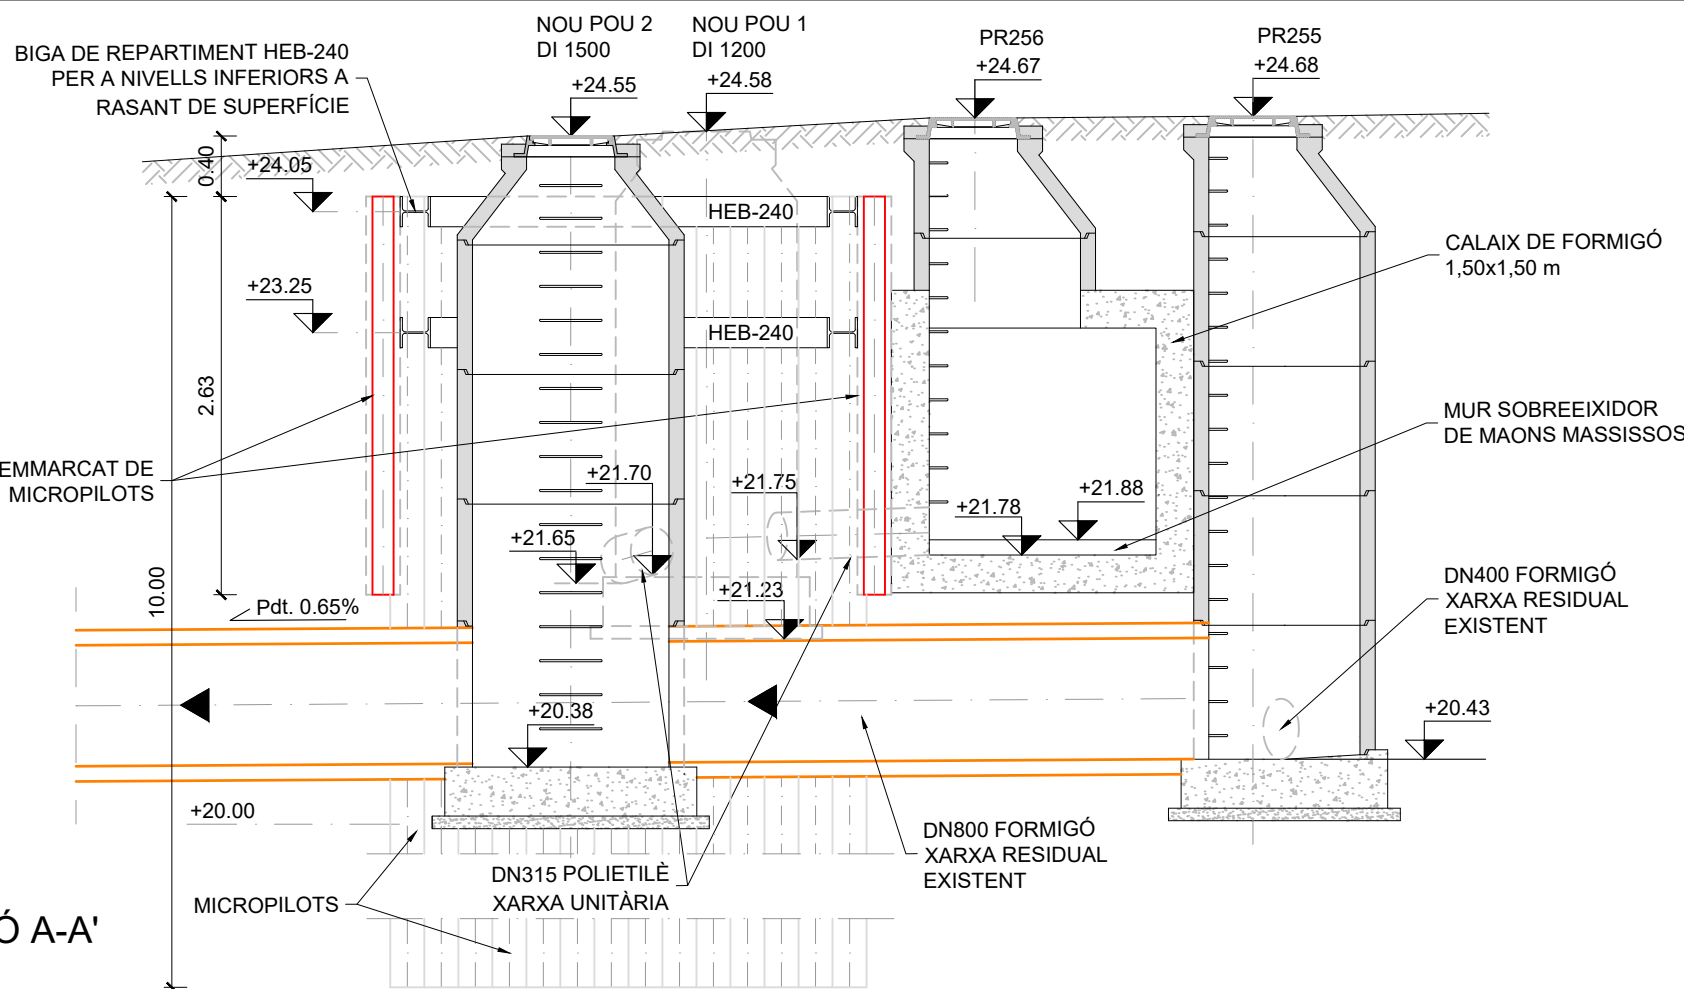 BIGA DE REPARTIMENT HEB-240
PER A NIVELLS INFERIORS A
RASANT DE SUPERFÍCIE
NOU POU 2
DI 1500
+24.55
NOU POU 1
DI 1200
+24.58
PR256
+24.67
PR255
+24.68
0.40
+24.05
HEB-240
+23.25
HEB-240
2.63
10.00
CALAIX DE FORMIGÓ
1,50x1,50 m
MUR SOBREEIXIDOR
DE MAONS MASSISSOS
EMMARCAT DE
MICROPILOTS
+21.70
+21.75
+21.65
+21.78
+21.88
+21.23
Pdt. 0.65%
DN400 FORMIGÓ
XARXA RESIDUAL
EXISTENT
+20.38
+20.43
+20.00
DN800 FORMIGÓ
XARXA RESIDUAL
EXISTENT
DN315 POLIETILÈ
XARXA UNITÀRIA
MICROPILOTS
Ó A-A'